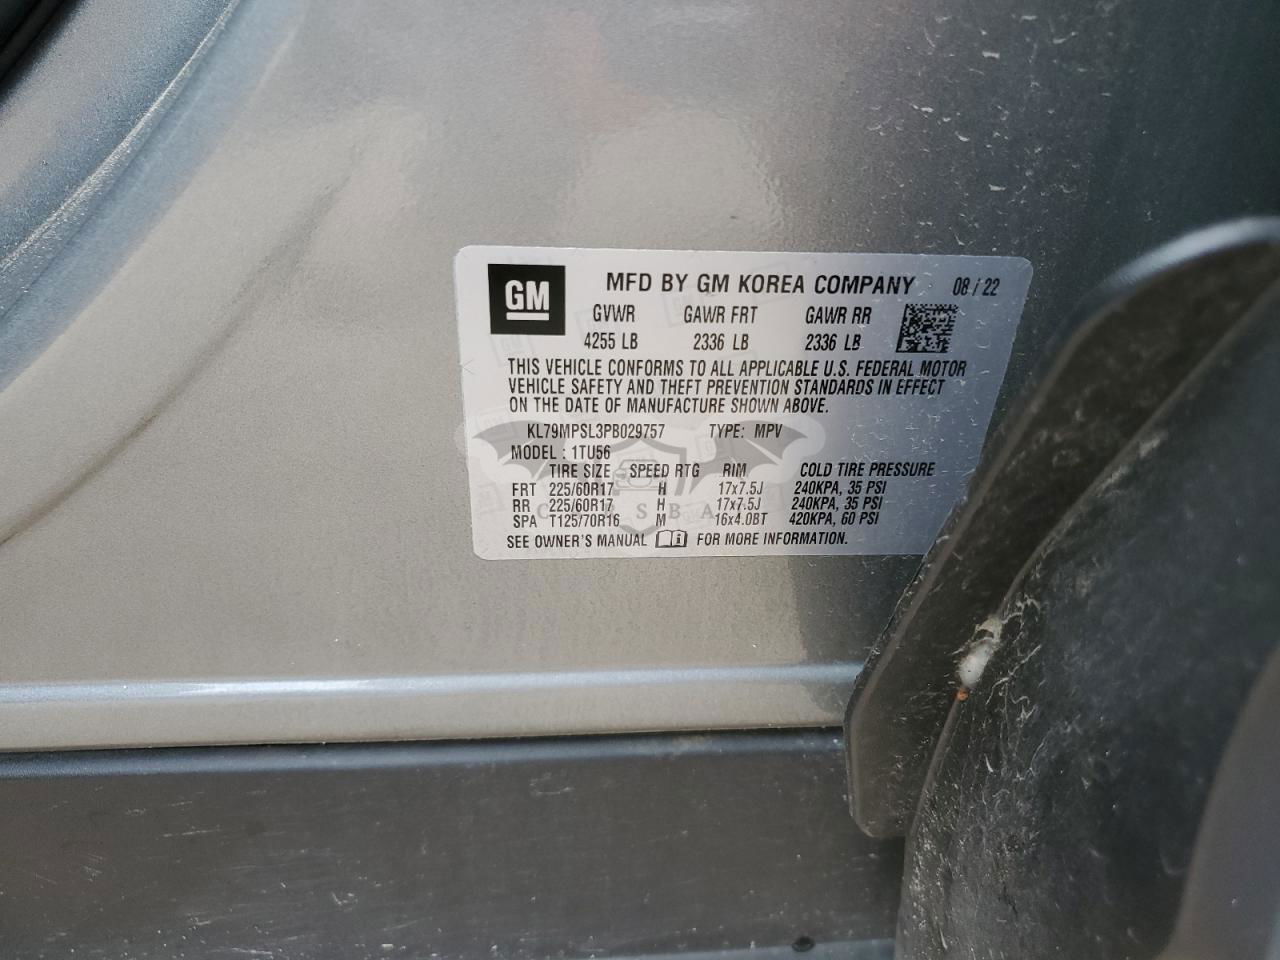 GM MFD BY GM KOREA COMPANY 08 / 22
GVWR GAWR FRT GAWR RR
4255 LB 2336 LB 2336 LB
THIS VEHICLE CONFORMS TO ALL APPLICABLE U.S. FEDERAL MOTOR
VEHICLE SAFETY AND THEFT PREVENTION STANDARDS IN EFFECT
ON THE DATE OF MANUFACTURE SHOWN ABOVE.
KL79MPSL3PB029757 TYPE: MPV
MODEL : 1TU56
TIRE SIZE SPEED RTG RIM COLD TIRE PRESSURE
FRT 225/60R17 H 17x7.5J 240KPA, 35 PSI
RR 225/60R17 H 17x7.5J 240KPA, 35 PSI
SPA T125/70R16 M 16x4.0BT 420KPA, 60 PSI
SEE OWNER'S MANUAL FOR MORE INFORMATION.